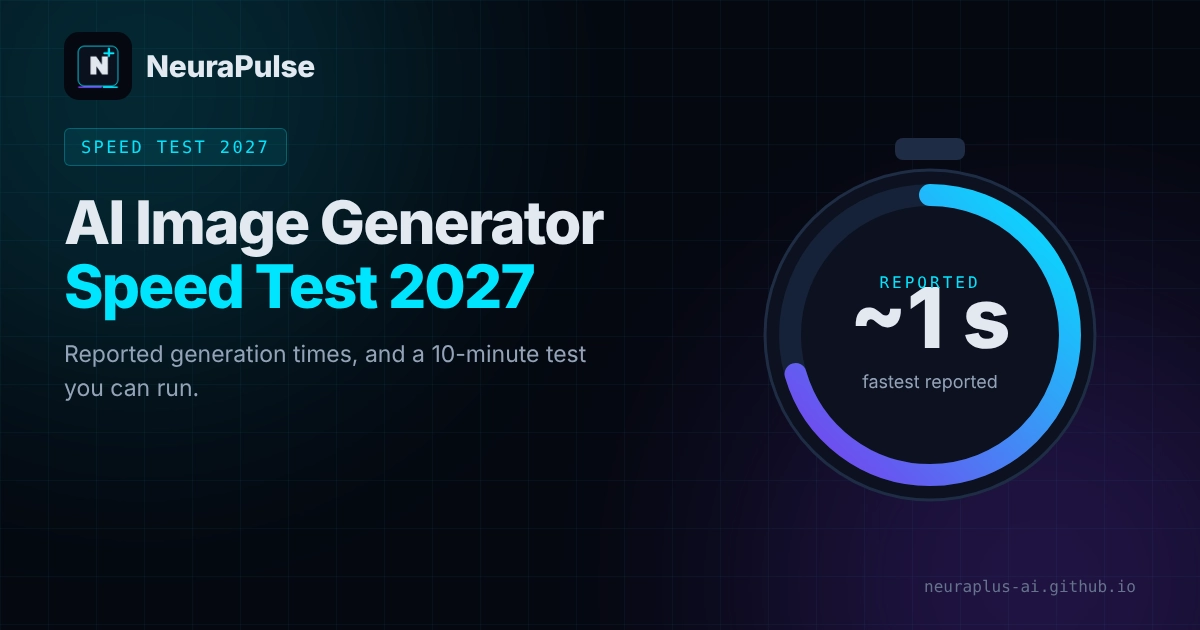 N+
NeuraPulse
SPEED TEST 2027
AI Image Generator
Speed Test 2027
Reported generation times, and a 10-minute test
you can run.
REPORTED
~1 s
fastest reported
neuraplus-ai.github.io